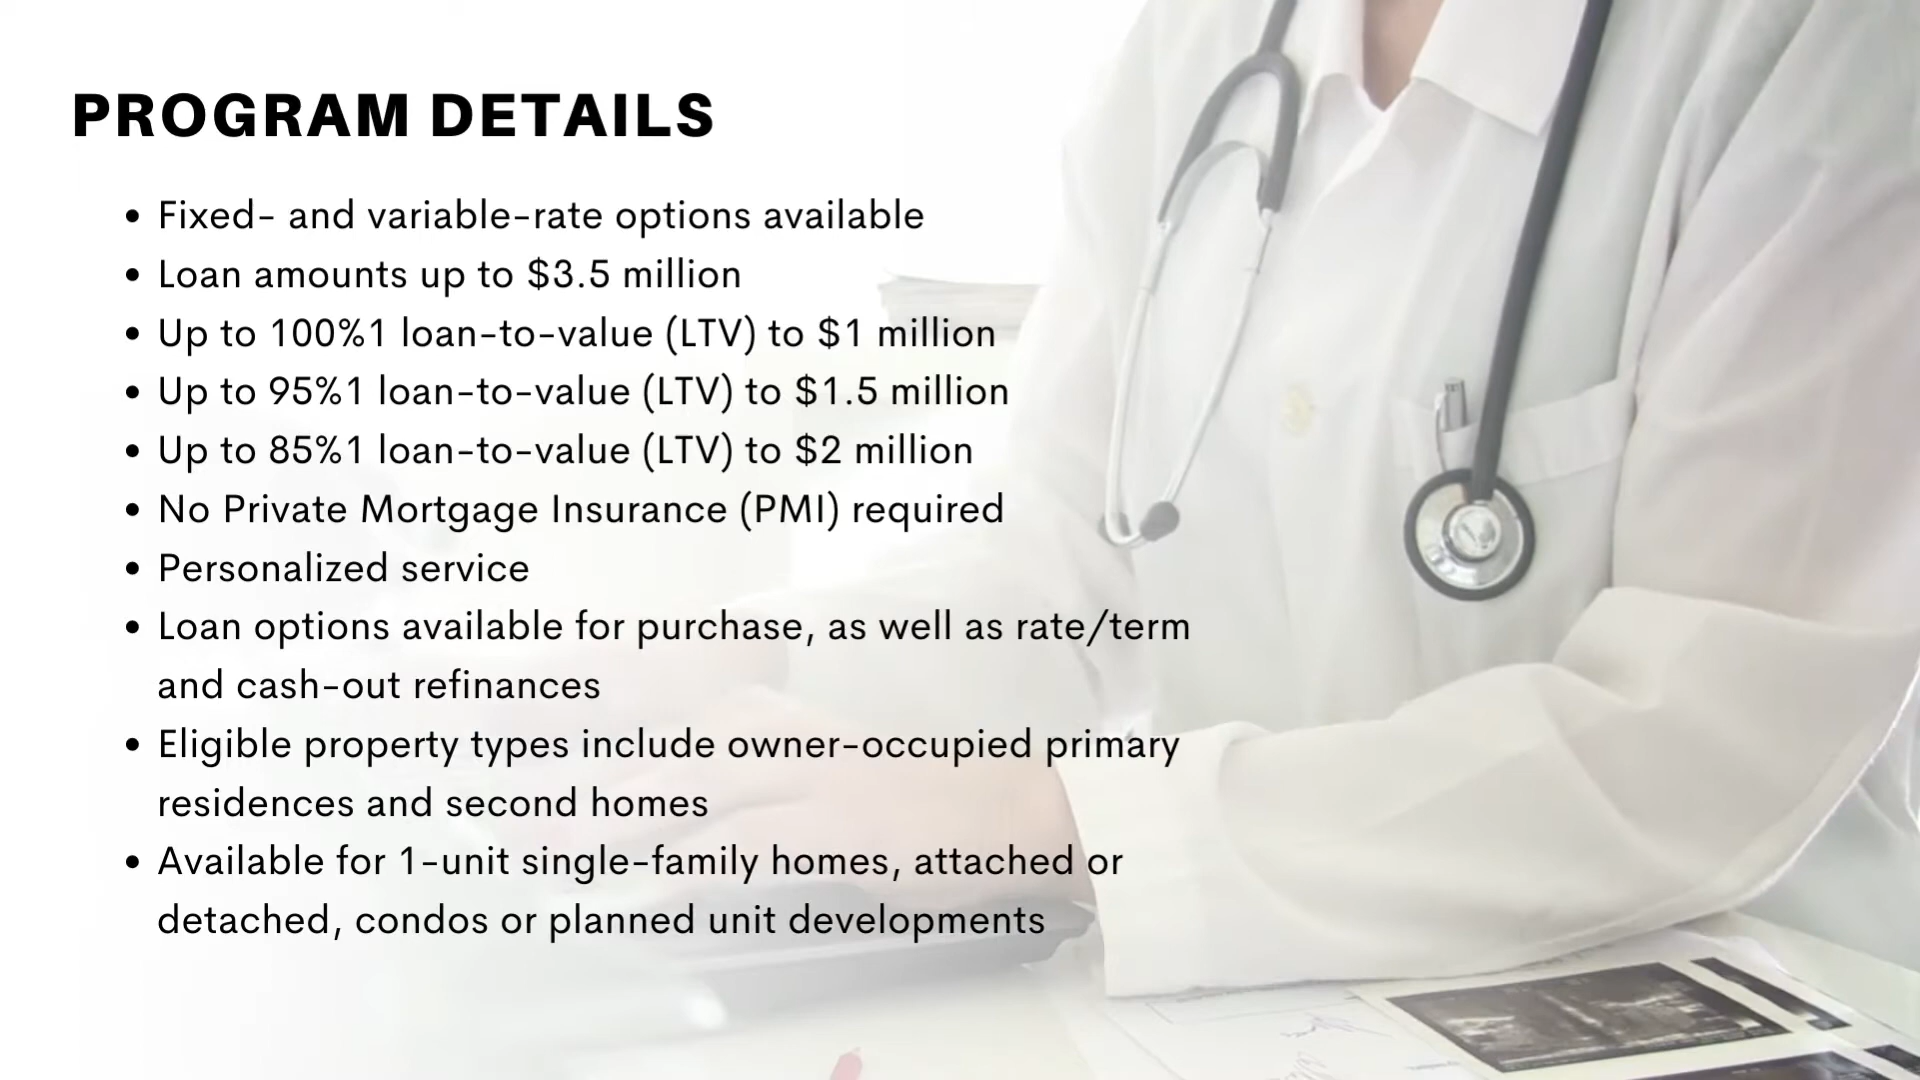 PROGRAM DETAILS
• Fixed- and variable-rate options available
• Loan amounts up to $3.5 million
• Up to 100%1 loan-to-value (LTV) to $1 million
• Up to 95%1 loan-to-value (LTV) to $1.5 million
• Up to 85%1 loan-to-value (LTV) to $2 million
• No Private Mortgage Insurance (PMI) required
• Personalized service
• Loan options available for purchase, as well as rate/term
and cash-out refinances
• Eligible property types include owner-occupied primary
residences and second homes
• Available for 1-unit single-family homes, attached or
detached, condos or planned unit developments